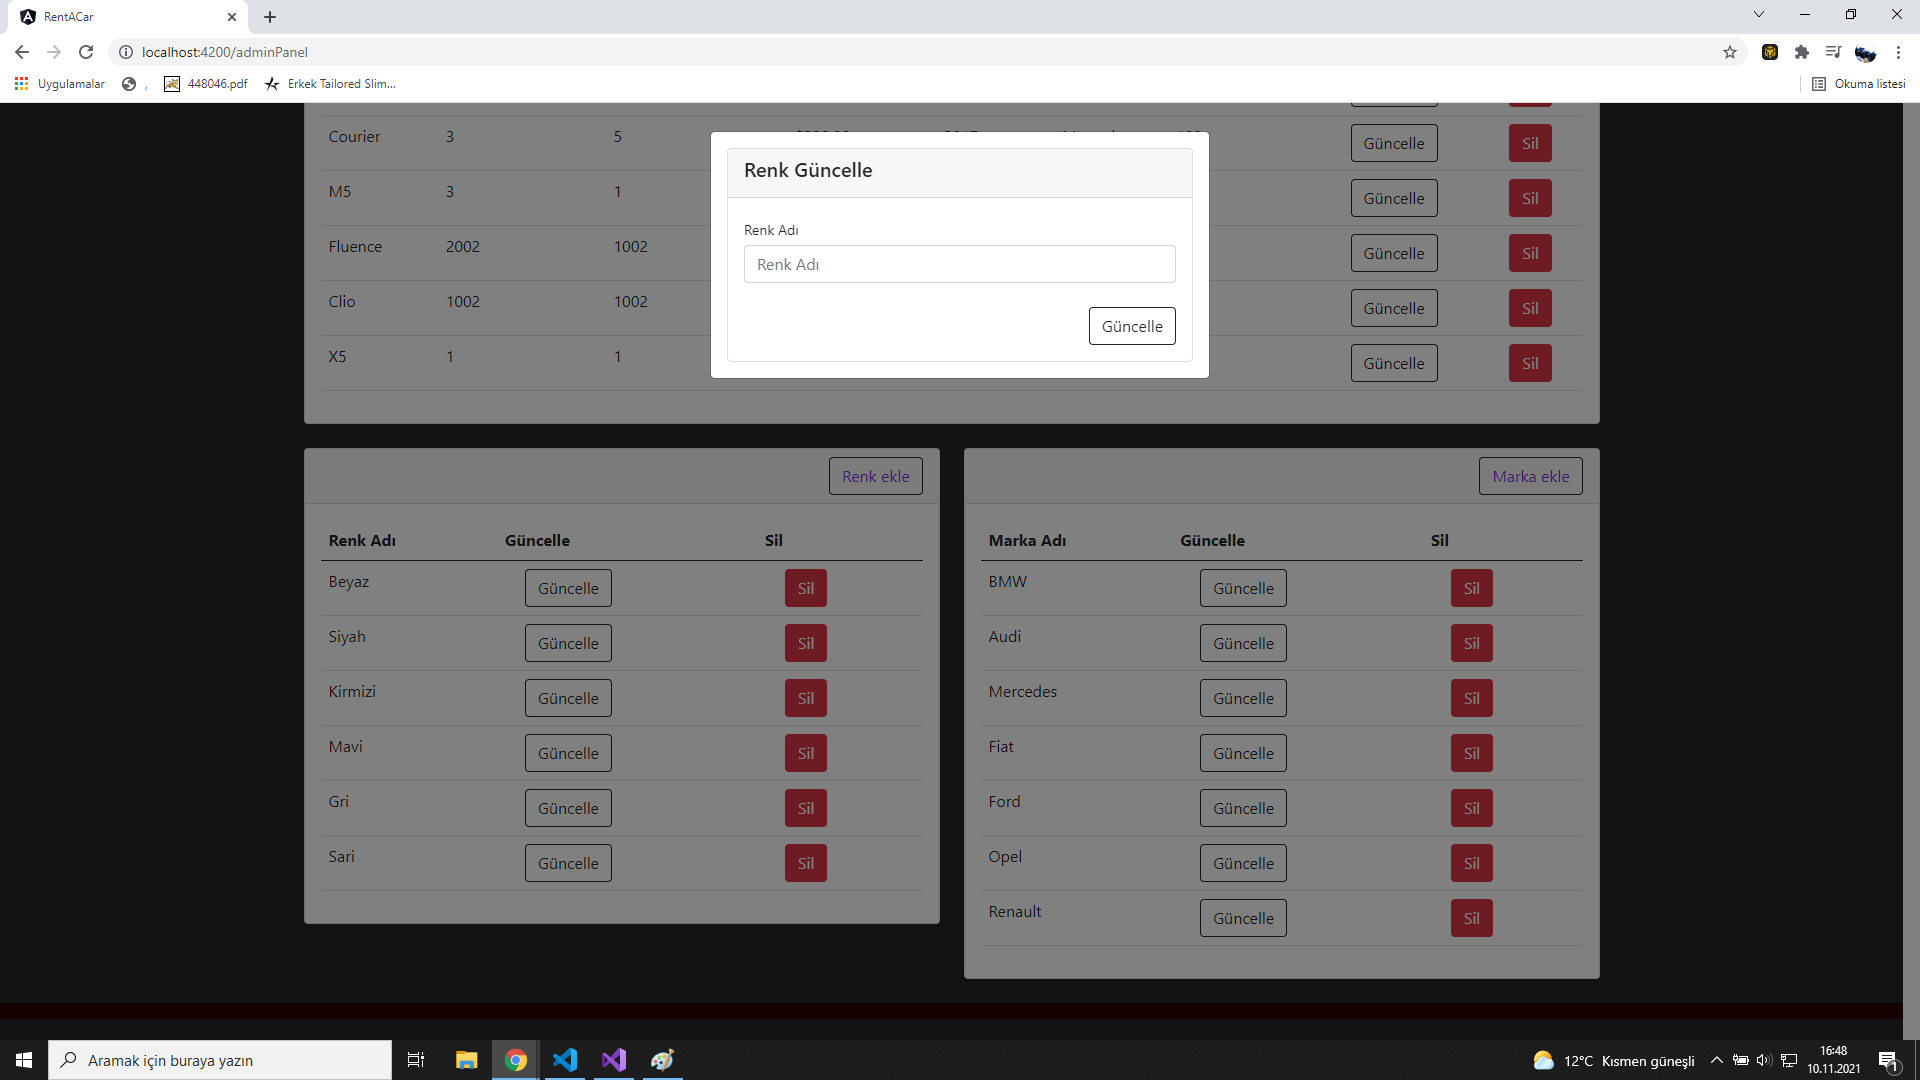 RentACar
localhost:4200/adminPanel
Uygulamalar
,
448046.pdf
Erkek Tailored Slim...
Okuma listesi
Courier 3 5 Güncelle Sil
M5 3 1 Güncelle Sil
Fluence 2002 1002 Güncelle Sil
Clio 1002 1002 Güncelle Sil
X5 1 1 Güncelle Sil
Renk Güncelle
Renk Adı
Renk Adı
Güncelle
Renk ekle
Renk Adı Güncelle Sil
Beyaz Güncelle Sil
Siyah Güncelle Sil
Kirmizi Güncelle Sil
Mavi Güncelle Sil
Gri Güncelle Sil
Sari Güncelle Sil
Marka ekle
Marka Adı Güncelle Sil
BMW Güncelle Sil
Audi Güncelle Sil
Mercedes Güncelle Sil
Fiat Güncelle Sil
Ford Güncelle Sil
Opel Güncelle Sil
Renault Güncelle Sil
Aramak için buraya yazın
12°C Kısmen güneşli
16:48
10.11.2021
1